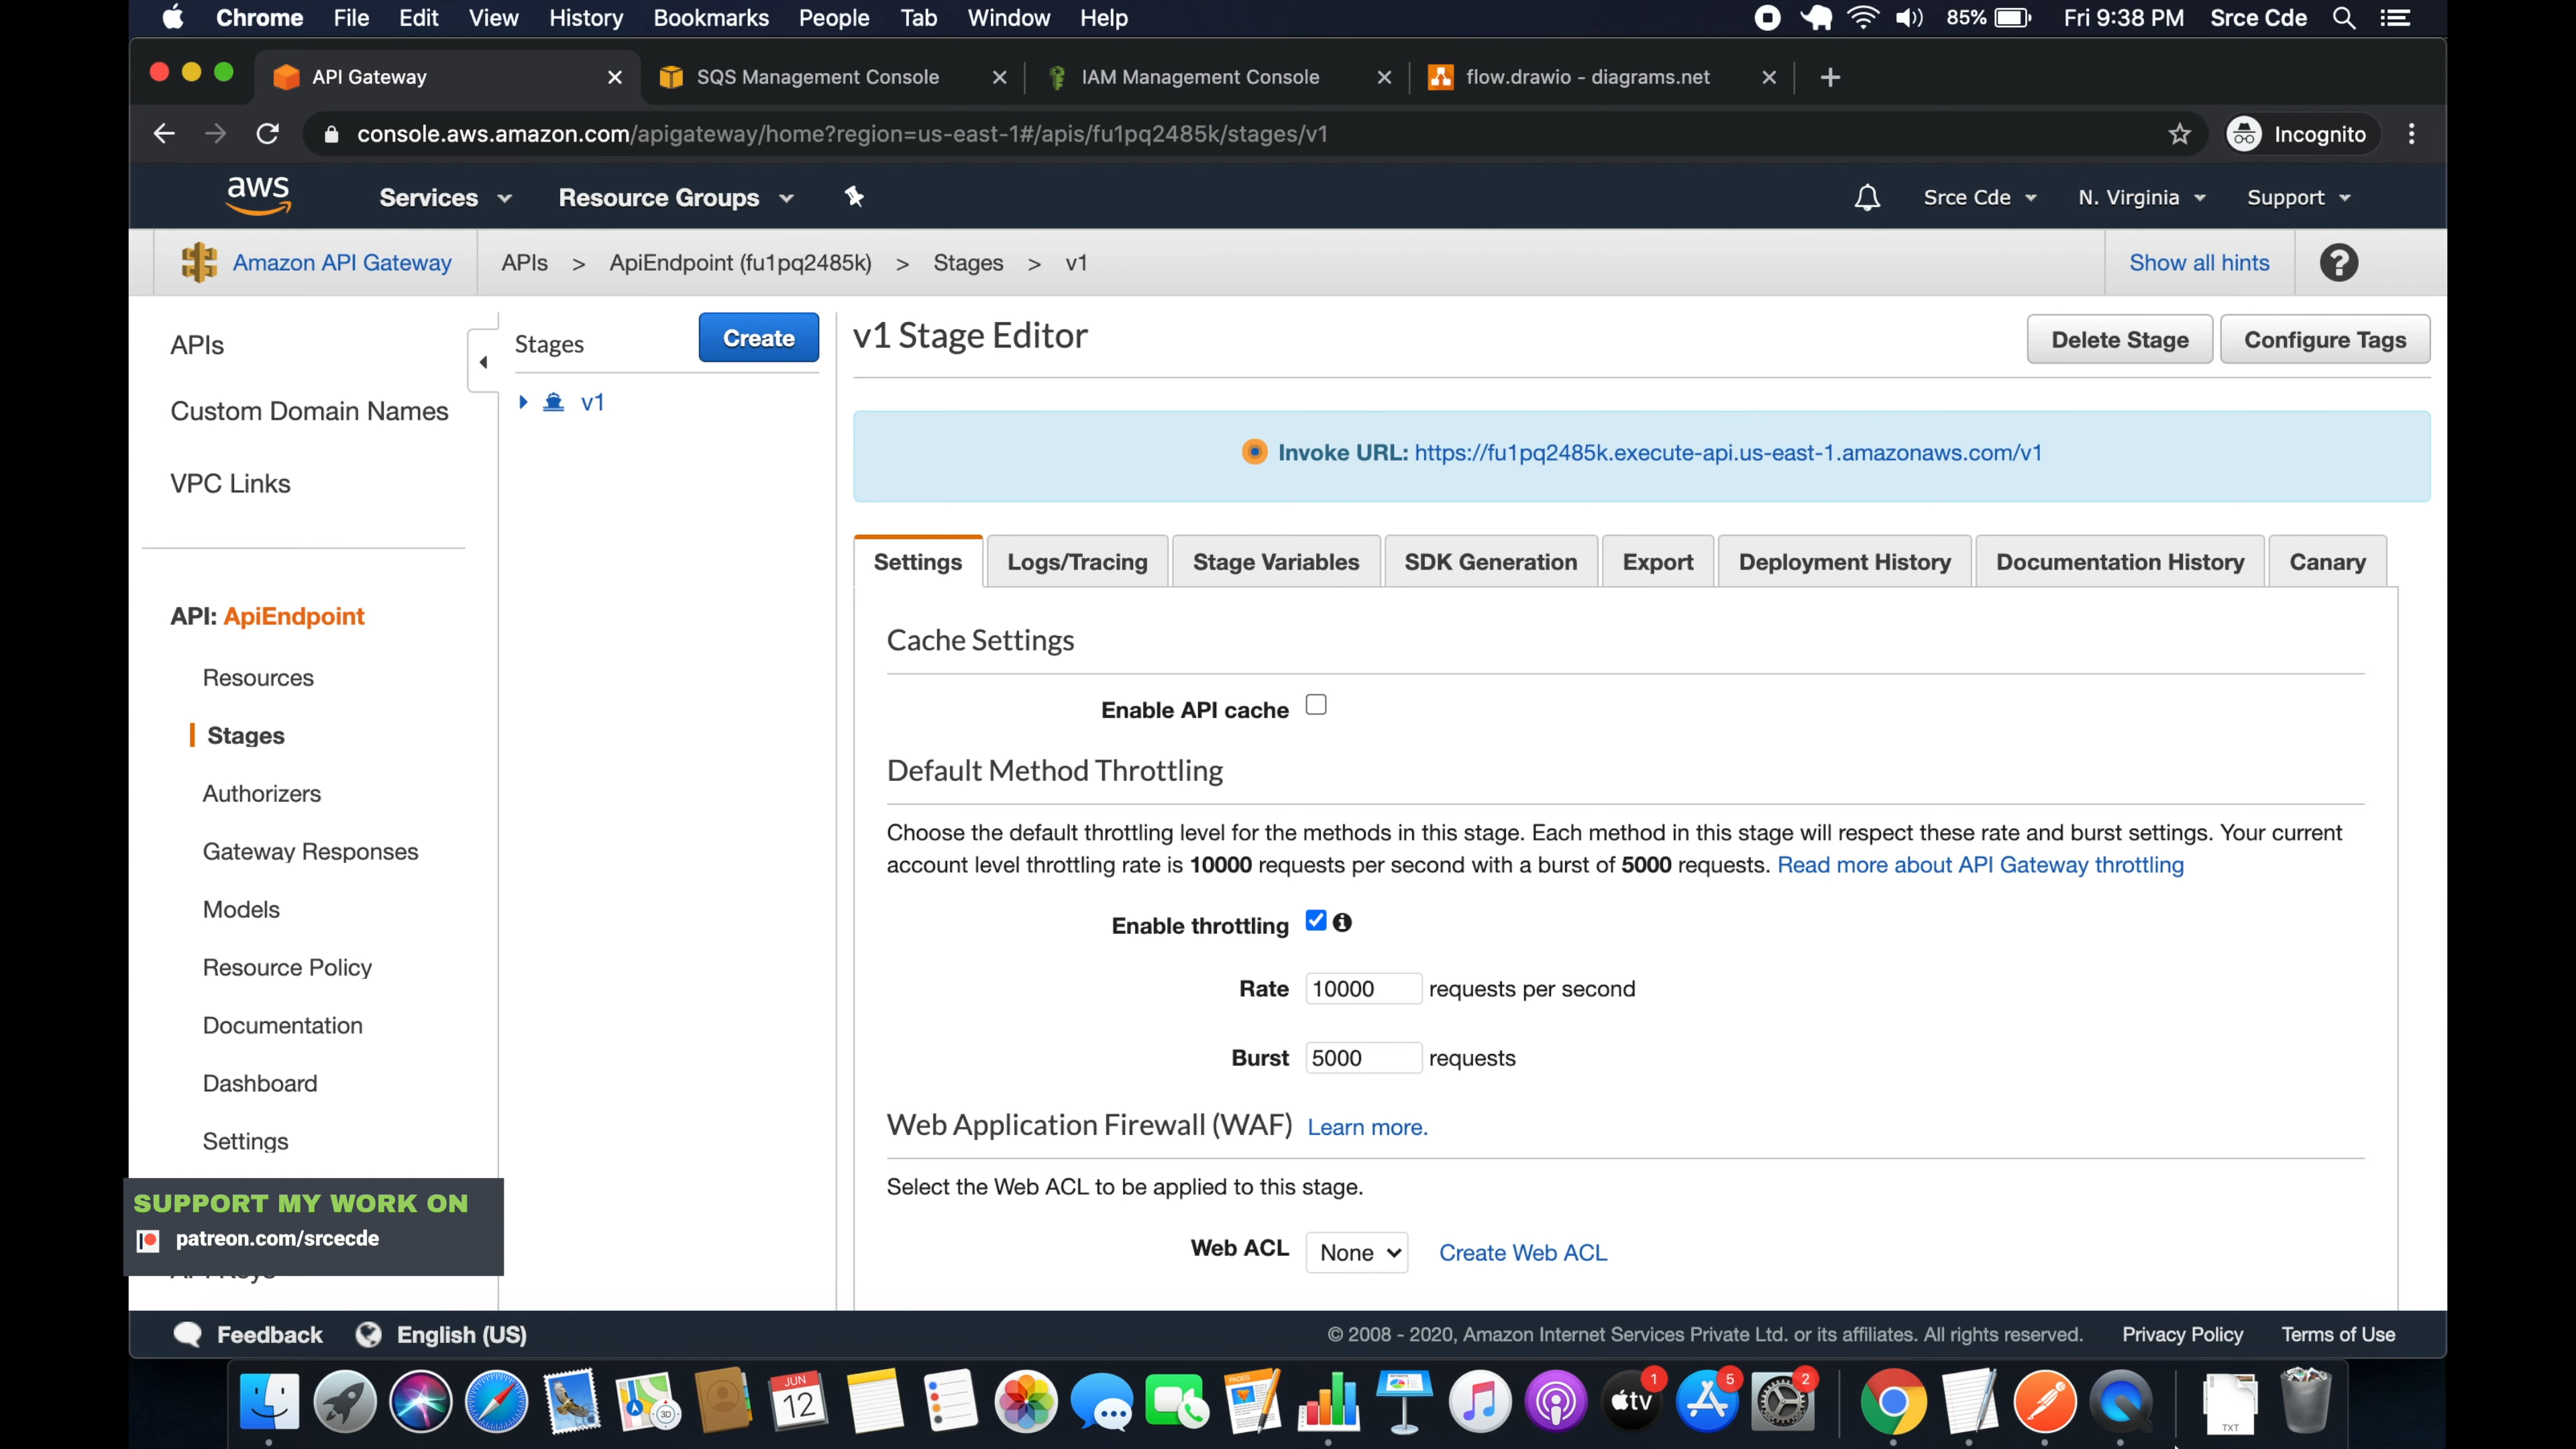 Chrome File Edit View History Bookmarks People Tab Window Help 85% Fri 9:38 PM Srce Cde
API Gateway SQS Management Console IAM Management Console flow.drawio - diagrams.net
console.aws.amazon.com/apigateway/home?region=us-east-1#/apis/fu1pq2485k/stages/v1 Incognito
aws Services Resource Groups Srce Cde N. Virginia Support
Amazon API Gateway APIs > ApiEndpoint (fu1pq2485k) > Stages > v1 Show all hints ?
APIs
Custom Domain Names
VPC Links
API: ApiEndpoint
Resources
Stages
Authorizers
Gateway Responses
Models
Resource Policy
Documentation
Dashboard
Settings
SUPPORT MY WORK ON
patreon.com/srcecde
Stages Create
v1
v1 Stage Editor Delete Stage Configure Tags
Invoke URL: https://fu1pq2485k.execute-api.us-east-1.amazonaws.com/v1
Settings Logs/Tracing Stage Variables SDK Generation Export Deployment History Documentation History Canary
Cache Settings
Enable API cache
Default Method Throttling
Choose the default throttling level for the methods in this stage. Each method in this stage will respect these rate and burst settings. Your current
account level throttling rate is 10000 requests per second with a burst of 5000 requests. Read more about API Gateway throttling
Enable throttling
Rate 10000 requests per second
Burst 5000 requests
Web Application Firewall (WAF) Learn more.
Select the Web ACL to be applied to this stage.
Web ACL None Create Web ACL
Feedback English (US) © 2008 - 2020, Amazon Internet Services Private Ltd. or its affiliates. All rights reserved. Privacy Policy Terms of Use
3D JUN 12 tv 1 5 2 TXT